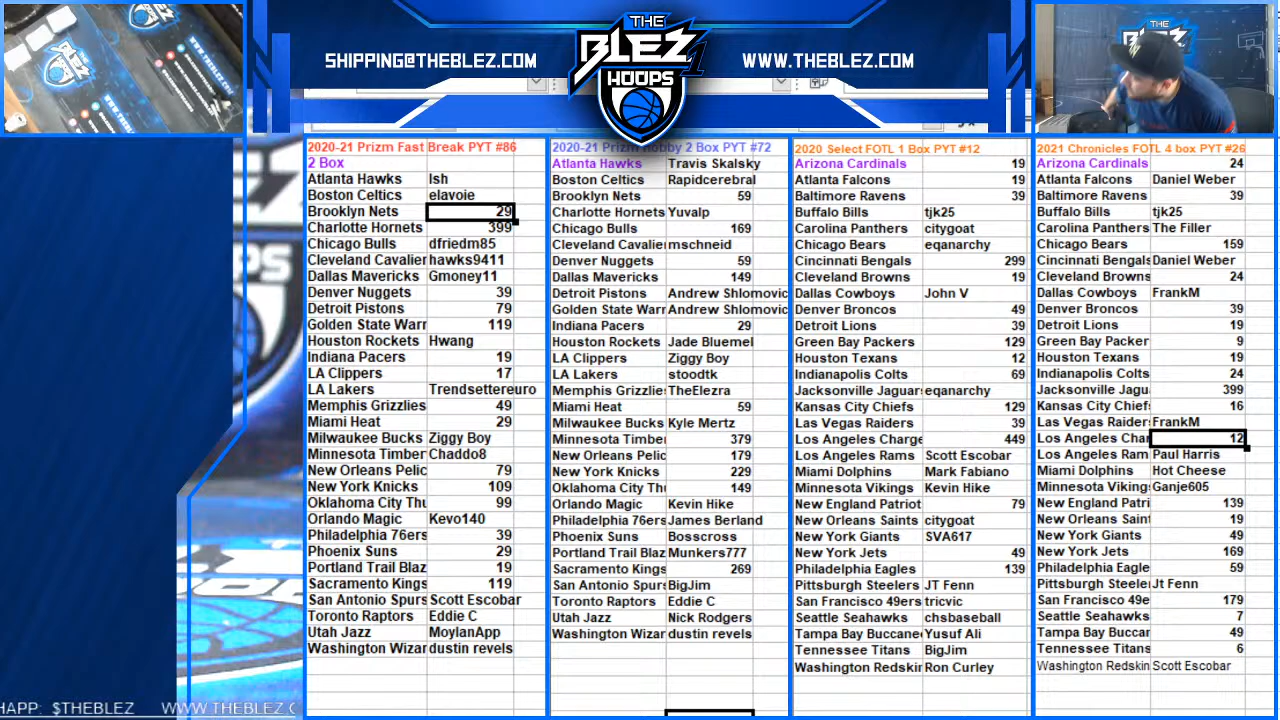 SHIPPING@THEBLEZ.COM
THE
BLEZ
HOOPS
WWW.THEBLEZ.COM
THE
BLEZ
2020-21 Prizm Fast Break PYT #86
2 Box
Atlanta Hawks Ish
Boston Celtics elavoie
Brooklyn Nets 29
Charlotte Hornets 399
Chicago Bulls dfriedm85
Cleveland Cavalier hawks9411
Dallas Mavericks Gmoney11
Denver Nuggets 39
Detroit Pistons 79
Golden State Warr 119
Houston Rockets Hwang
Indiana Pacers 19
LA Clippers 17
LA Lakers Trendsettereuro
Memphis Grizzlies 49
Miami Heat 29
Milwaukee Bucks Ziggy Boy
Minnesota Timber Chaddo8
New Orleans Pelic 79
New York Knicks 109
Oklahoma City Thu 99
Orlando Magic Kevo140
Philadelphia 76ers 39
Phoenix Suns 29
Portland Trail Blaz 19
Sacramento Kings 119
San Antonio Spurs Scott Escobar
Toronto Raptors Eddie C
Utah Jazz MoylanApp
Washington Wizar dustin revels
2020-21 Prizm Hobby 2 Box PYT #72
Atlanta Hawks Travis Skalsky
Boston Celtics Rapidcerebral
Brooklyn Nets 59
Charlotte Hornets Yuvalp
Chicago Bulls 169
Cleveland Cavalie mschneid
Denver Nuggets 59
Dallas Mavericks 149
Detroit Pistons Andrew Shlomovic
Golden State Warr Andrew Shlomovic
Indiana Pacers 29
Houston Rockets Jade Bluemel
LA Clippers Ziggy Boy
LA Lakers stoodtk
Memphis Grizzlie TheElezra
Miami Heat 59
Milwaukee Bucks Kyle Mertz
Minnesota Timbe 379
New Orleans Pelic 179
New York Knicks 229
Oklahoma City Th 149
Orlando Magic Kevin Hike
Philadelphia 76ers James Berland
Phoenix Suns Bosscross
Portland Trail Blaz Munkers777
Sacramento Kings 269
San Antonio Spurs BigJim
Toronto Raptors Eddie C
Utah Jazz Nick Rodgers
Washington Wizar dustin revels
2020 Select FOTL 1 Box PYT #12
Arizona Cardinals 19
Atlanta Falcons 19
Baltimore Ravens 39
Buffalo Bills tjk25
Carolina Panthers citygoat
Chicago Bears eqanarchy
Cincinnati Bengals 299
Cleveland Browns 19
Dallas Cowboys John V
Denver Broncos 49
Detroit Lions 39
Green Bay Packers 129
Houston Texans 12
Indianapolis Colts 69
Jacksonville Jaguar eqanarchy
Kansas City Chiefs 129
Las Vegas Raiders 39
Los Angeles Charge 449
Los Angeles Rams Scott Escobar
Miami Dolphins Mark Fabiano
Minnesota Vikings Kevin Hike
New England Patriot 79
New Orleans Saints citygoat
New York Giants SVA617
New York Jets 49
Philadelphia Eagles 139
Pittsburgh Steelers JT Fenn
San Francisco 49ers tricvic
Seattle Seahawks chsbaseball
Tampa Bay Buccane Yusuf Ali
Tennessee Titans BigJim
Washington Redskin Ron Curley
2021 Chronicles FOTL 4 box PYT #26
Arizona Cardinals 24
Atlanta Falcons Daniel Weber
Baltimore Ravens 39
Buffalo Bills tjk25
Carolina Panthers The Filler
Chicago Bears 159
Cincinnati Bengals Daniel Weber
Cleveland Browns 24
Dallas Cowboys FrankM
Denver Broncos 39
Detroit Lions 19
Green Bay Packer 9
Houston Texans 19
Indianapolis Colts 24
Jacksonville Jagu 399
Kansas City Chief 16
Las Vegas Raider FrankM
Los Angeles Char 12
Los Angeles Ram Paul Harris
Miami Dolphins Hot Cheese
Minnesota Viking Ganje605
New England Patri 139
New Orleans Saint 19
New York Giants 49
New York Jets 169
Philadelphia Eagle 59
Pittsburgh Steele Jt Fenn
San Francisco 49e 179
Seattle Seahawks 7
Tampa Bay Buccar 49
Tennessee Titans 6
Washington Redskin Scott Escobar
HAPP: $THEBLEZ WWW.THEBLEZ.C